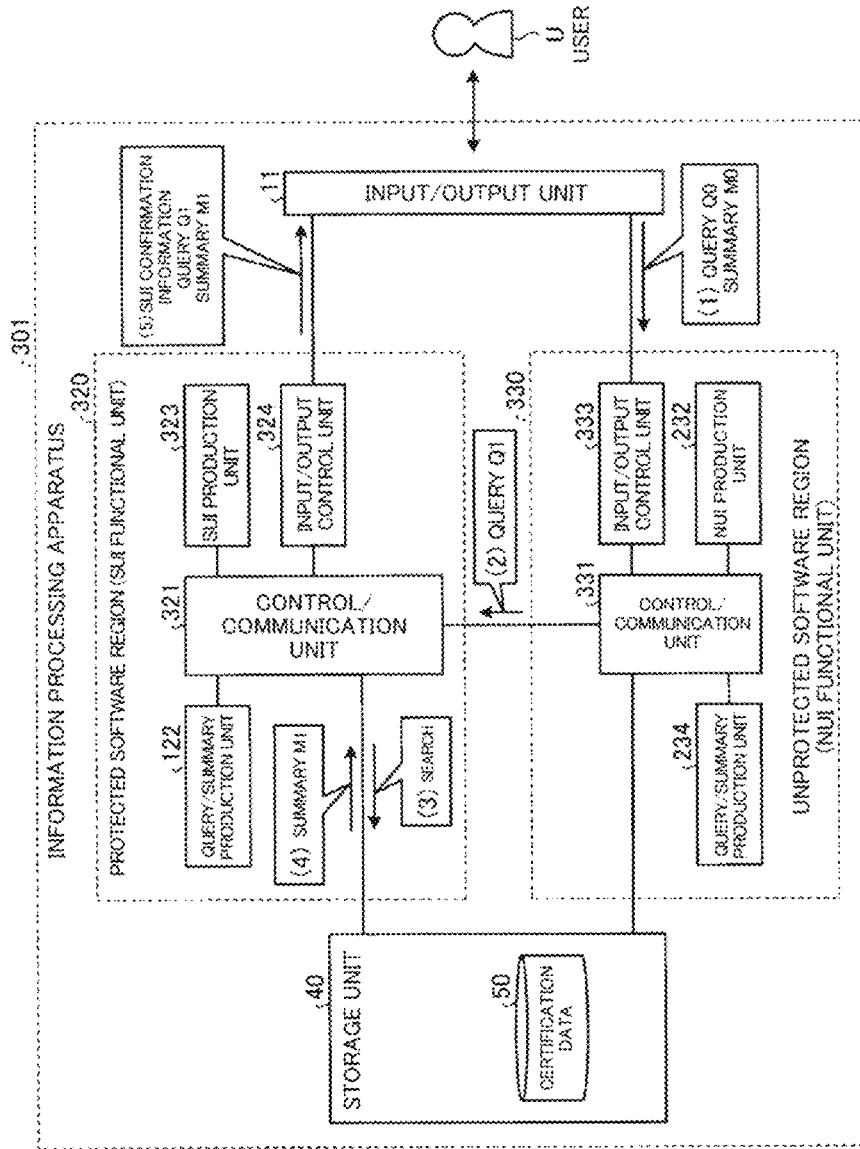 INFORMATION PROCESSING APPARATUS
301
PROTECTED SOFTWARE REGION (SUI FUNCTIONAL UNIT)
320
122
QUERY/SUMMARY
PRODUCTION UNIT
321
CONTROL/
COMMUNICATION
UNIT
323
SUI PRODUCTION
UNIT
324
INPUT/OUTPUT
CONTROL UNIT
(5) SUI CONFIRMATION
INFORMATION
QUERY Q1
SUMMARY M1
(4) SUMMARY M1
(3) SEARCH
(2) QUERY Q1
11
INPUT/OUTPUT UNIT
U
USER
40
STORAGE UNIT
50
CERTIFICATION
DATA
330
331
CONTROL/
COMMUNICATION
UNIT
333
INPUT/OUTPUT
CONTROL UNIT
232
NUI PRODUCTION
UNIT
234
QUERY/SUMMARY
PRODUCTION UNIT
(1) QUERY Q0
SUMMARY M0
UNPROTECTED SOFTWARE REGION
(NUI FUNCTIONAL UNIT)